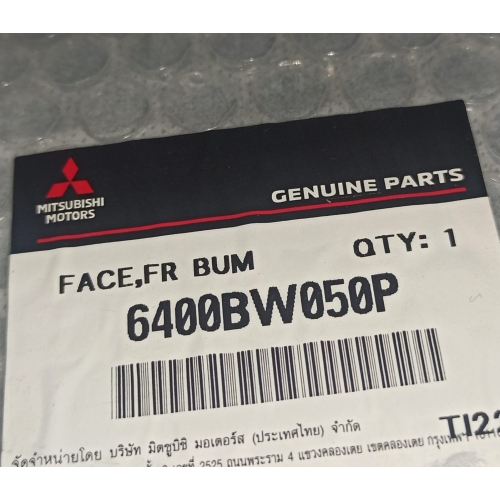 MITSUBISHI
MOTORS
GENUINE PARTS
FACE,FR BUM
QTY: 1
6400BW050P
TI22
จัดจำหน่ายโดย บริษัท มิตซูบิชิ มอเตอร์ส (ประเทศไทย) จำกัด
2525 ถนนพระราม 4 แขวงคลองเตย เขตคลองเตย